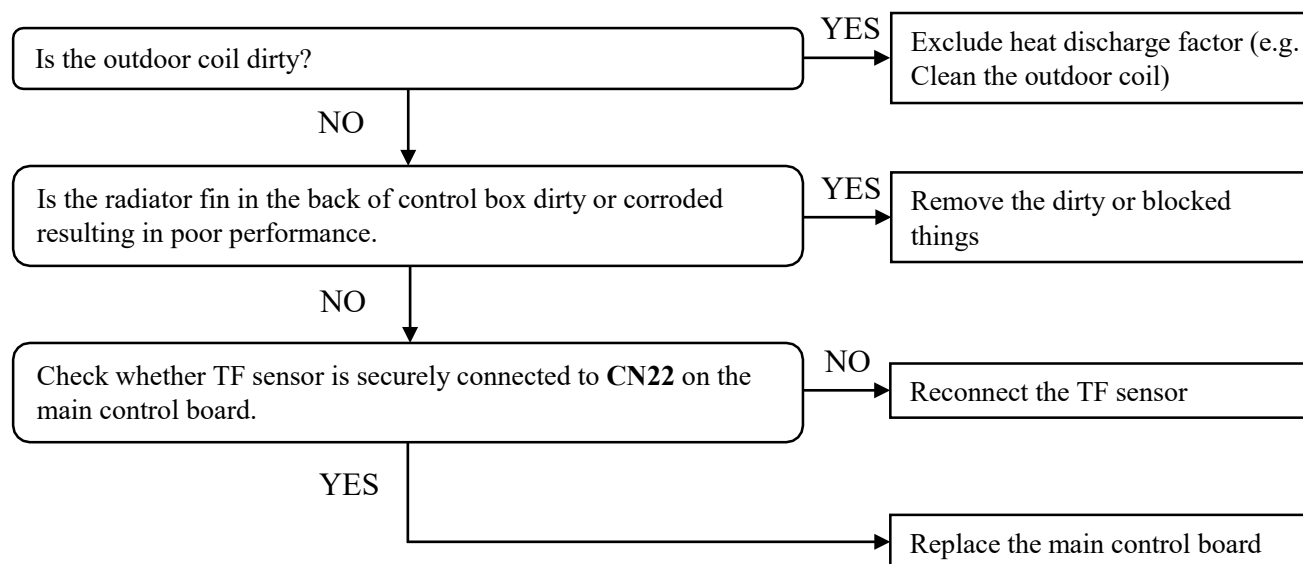 Is the outdoor coil dirty?
YES
Exclude heat discharge factor (e.g.
Clean the outdoor coil)
NO
Is the radiator fin in the back of control box dirty or corroded
resulting in poor performance.
YES
Remove the dirty or blocked
things
NO
Check whether TF sensor is securely connected to CN22 on the
main control board.
NO
Reconnect the TF sensor
YES
Replace the main control board